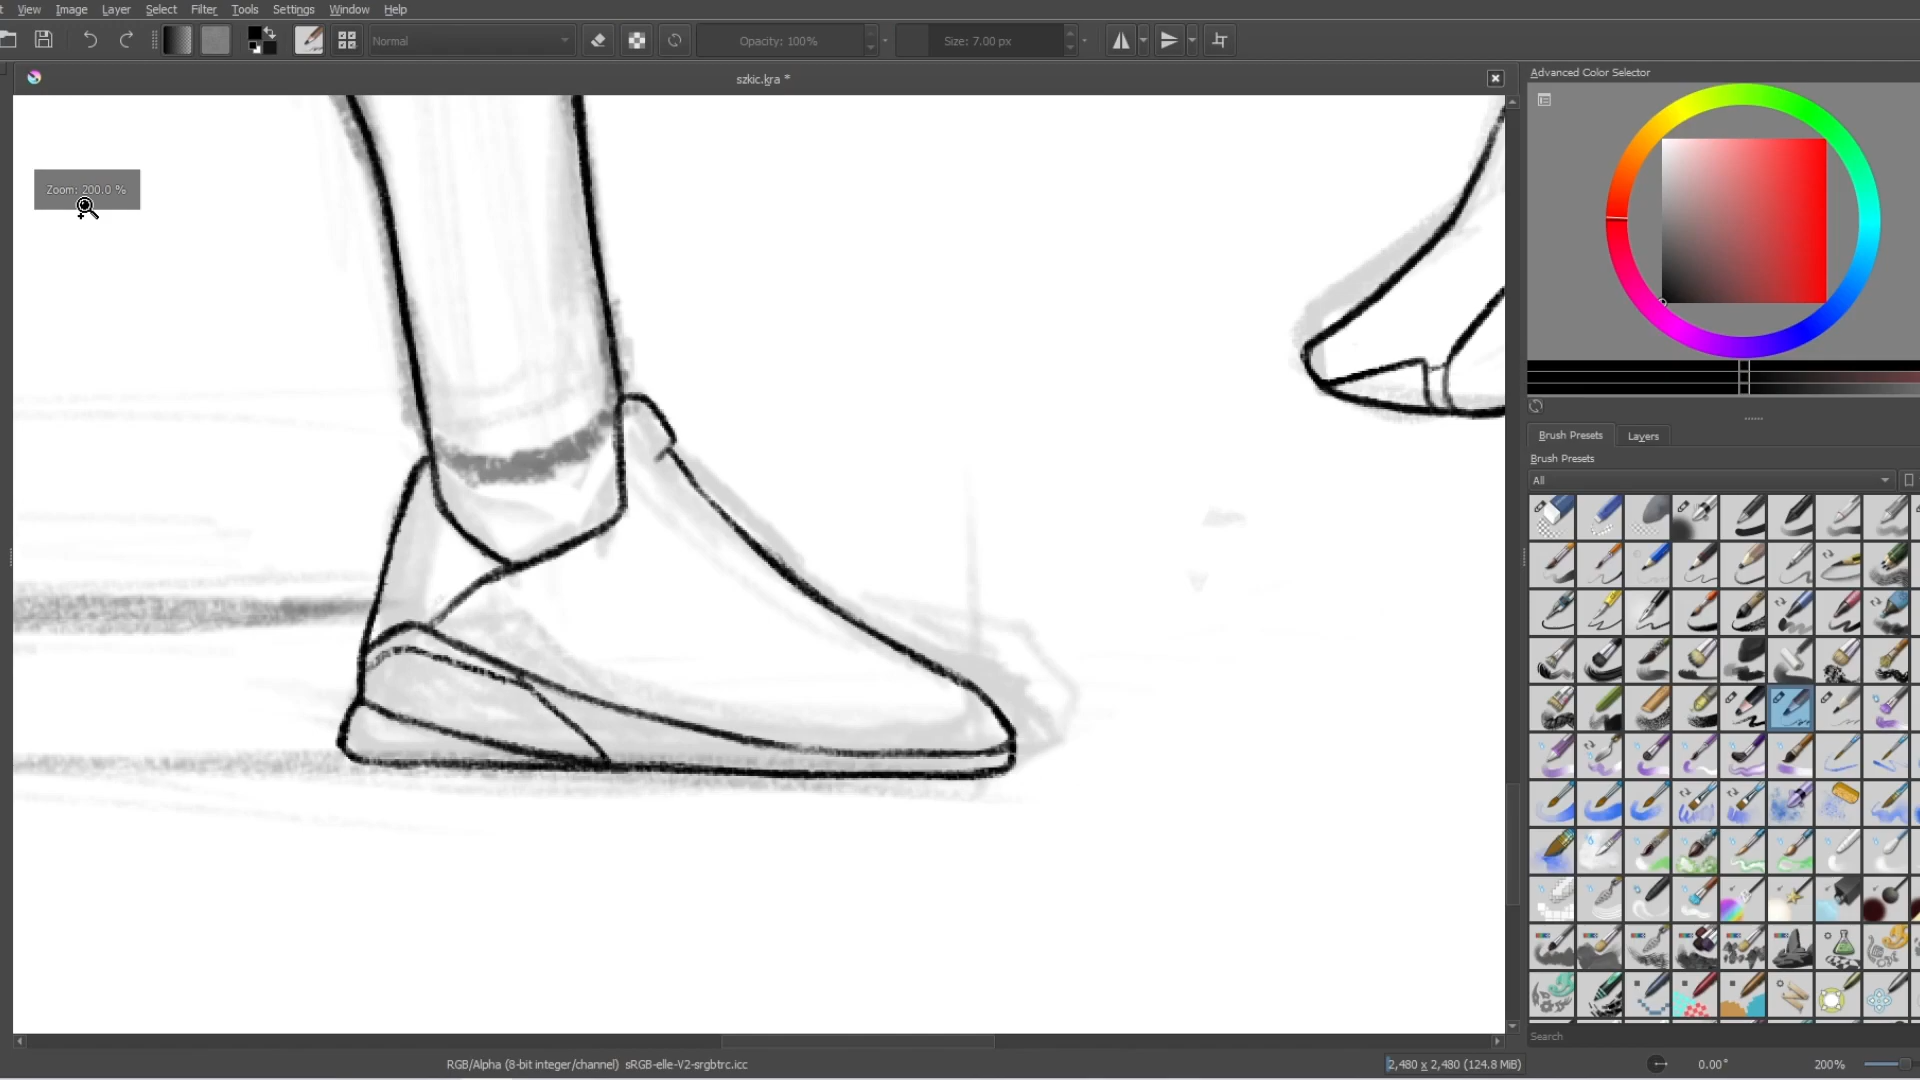 View Image Layer Select Filter Tools Settings Window Help
Normal Opacity: 100% Size: 7.00 px
szkic.kra *
Advanced Color Selector
Zoom: 200.0 %
Brush Presets Layers
Brush Presets
All
Search
RGB/Alpha (8-bit integer/channel) sRGB-elle-V2-srgbtrc.icc 2,480 x 2,480 (124.8 MiB) 0.00° 200%